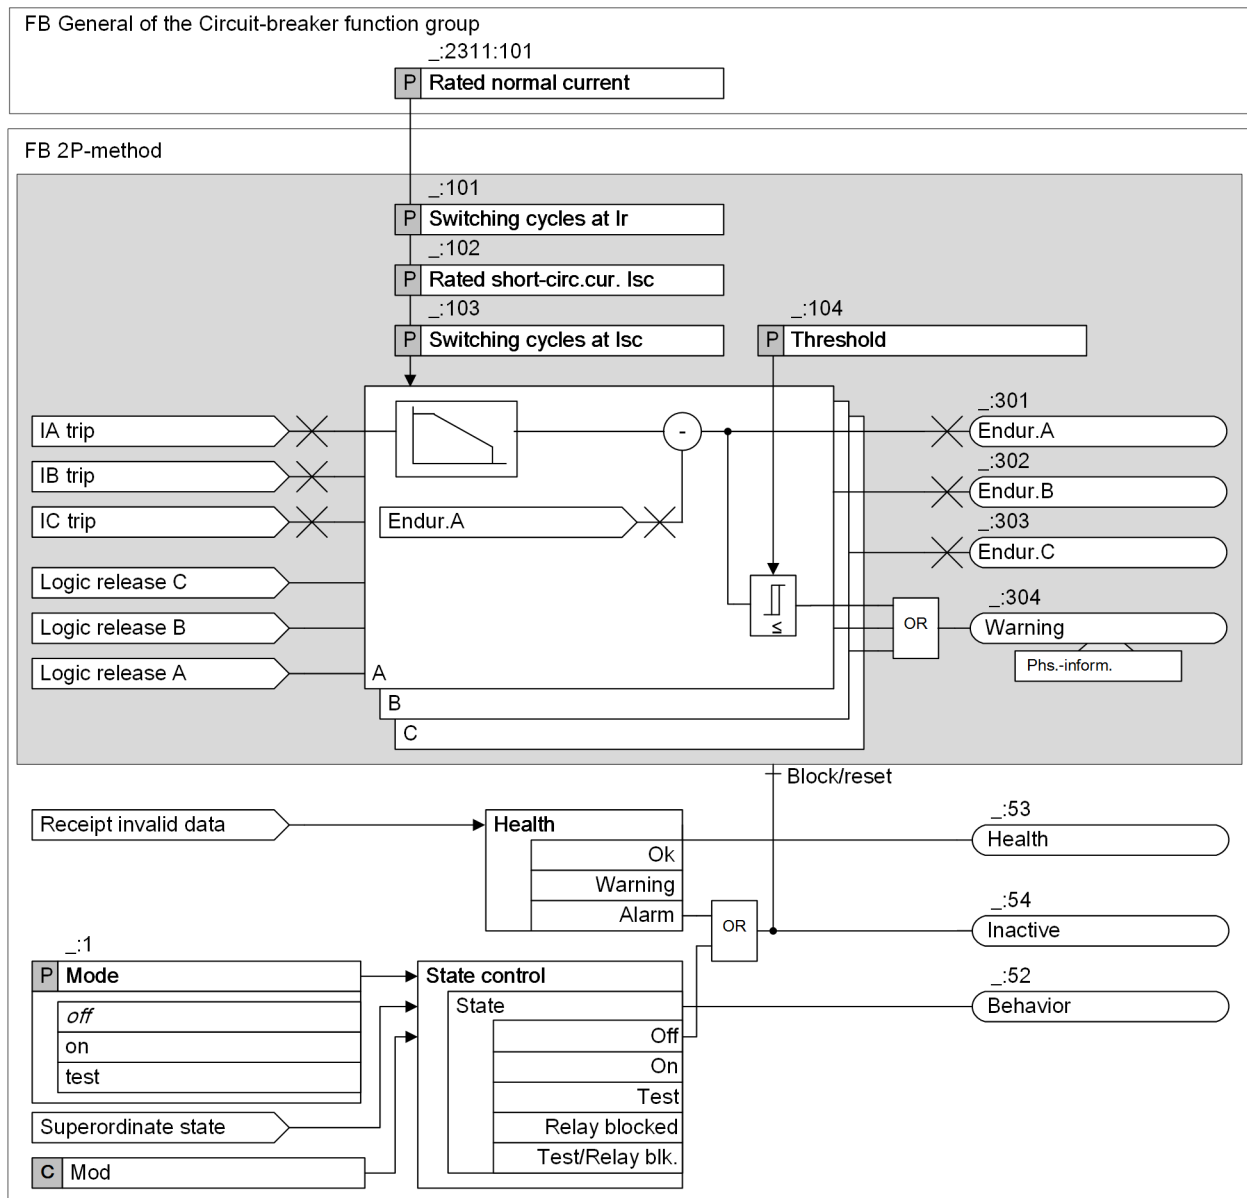 FB General of the Circuit-breaker function group
_:2311:101
P Rated normal current
FB 2P-method
_:101
P Switching cycles at Ir
_:102
P Rated short-circ.cur. Isc
_:103
P Switching cycles at Isc
_:104
P Threshold
IA trip
IB trip
IC trip
Logic release C
Logic release B
Logic release A
-
Endur.A
≤
A
B
C
OR
_:301
Endur.A
_:302
Endur.B
_:303
Endur.C
_:304
Warning
Phs.-inform.
Block/reset
Receipt invalid data
Health
Ok
Warning
Alarm
OR
_:53
Health
_:54
Inactive
_:52
Behavior
_:1
P Mode
off
on
test
Superordinate state
C Mod
State control
State
Off
On
Test
Relay blocked
Test/Relay blk.